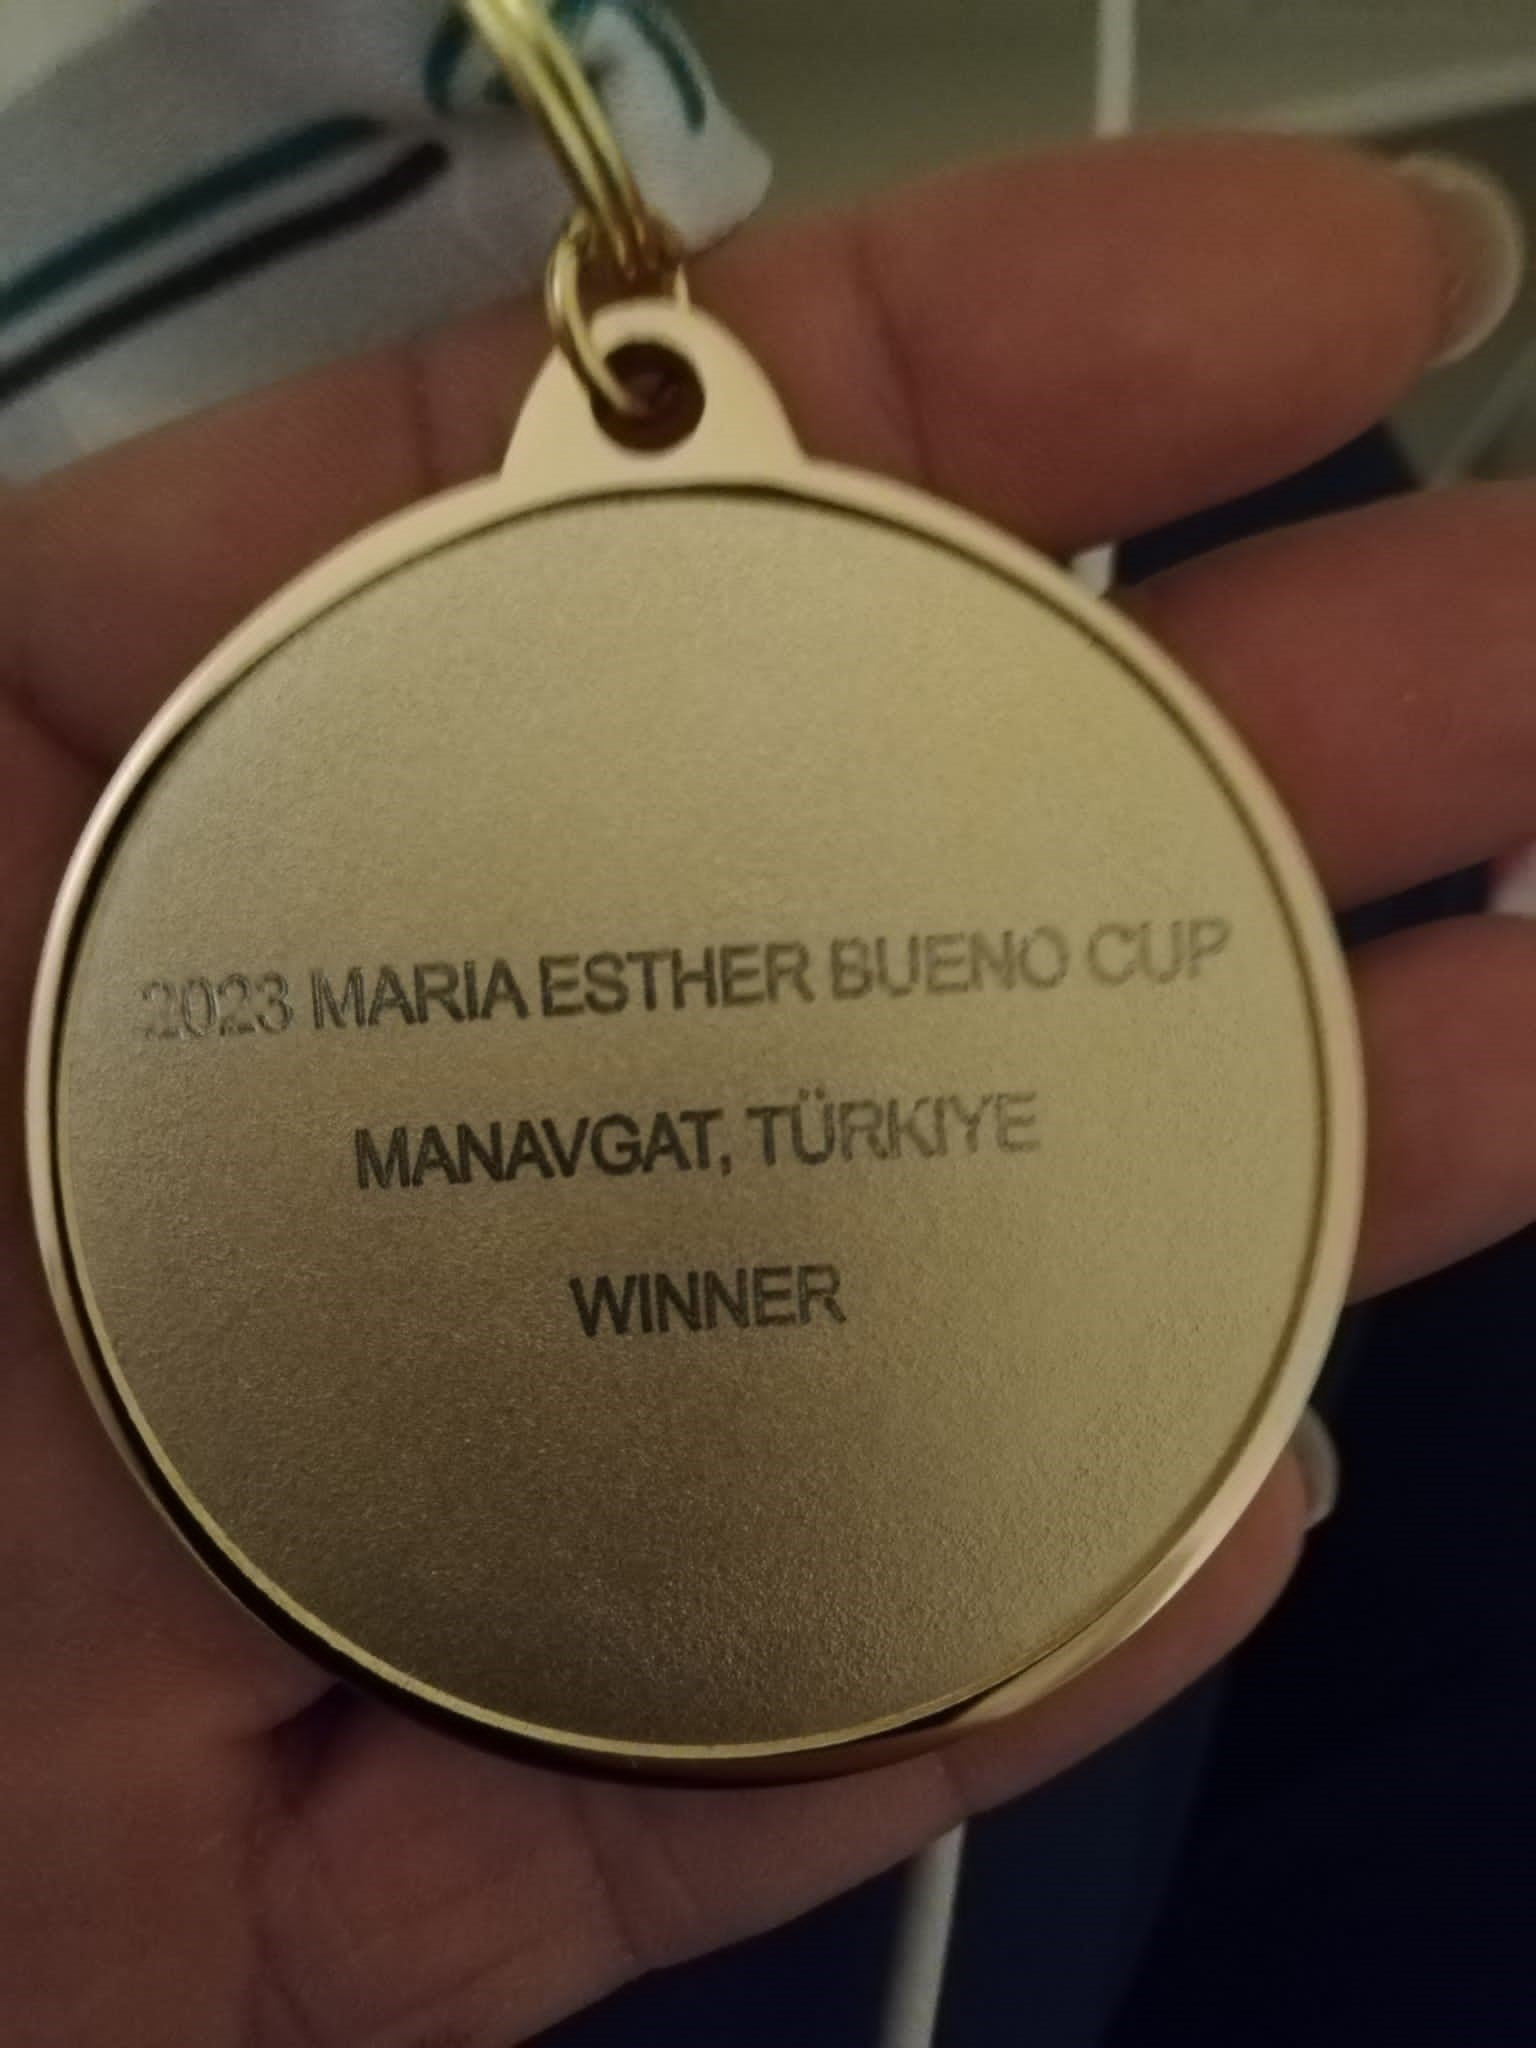 2023 MARIA ESTHER BUENO CUP
MANAVGAT, TÜRKIYE
WINNER